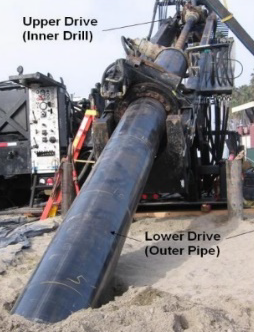 Upper Drive
(Inner Drill)
Lower Drive
(Outer Pipe)